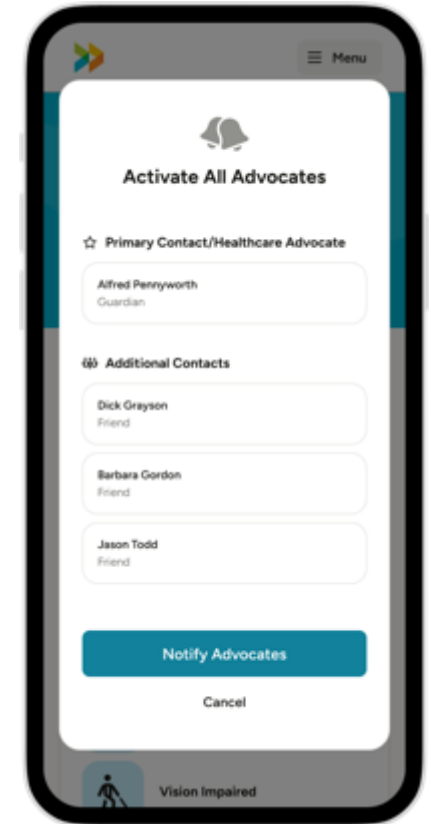 Menu
Activate All Advocates
Primary Contact/Healthcare Advocate
Alfred Pennyworth
Guardian
Additional Contacts
Dick Grayson
Friend
Barbara Gordon
Friend
Jason Todd
Friend
Notify Advocates
Cancel
Vision Impaired